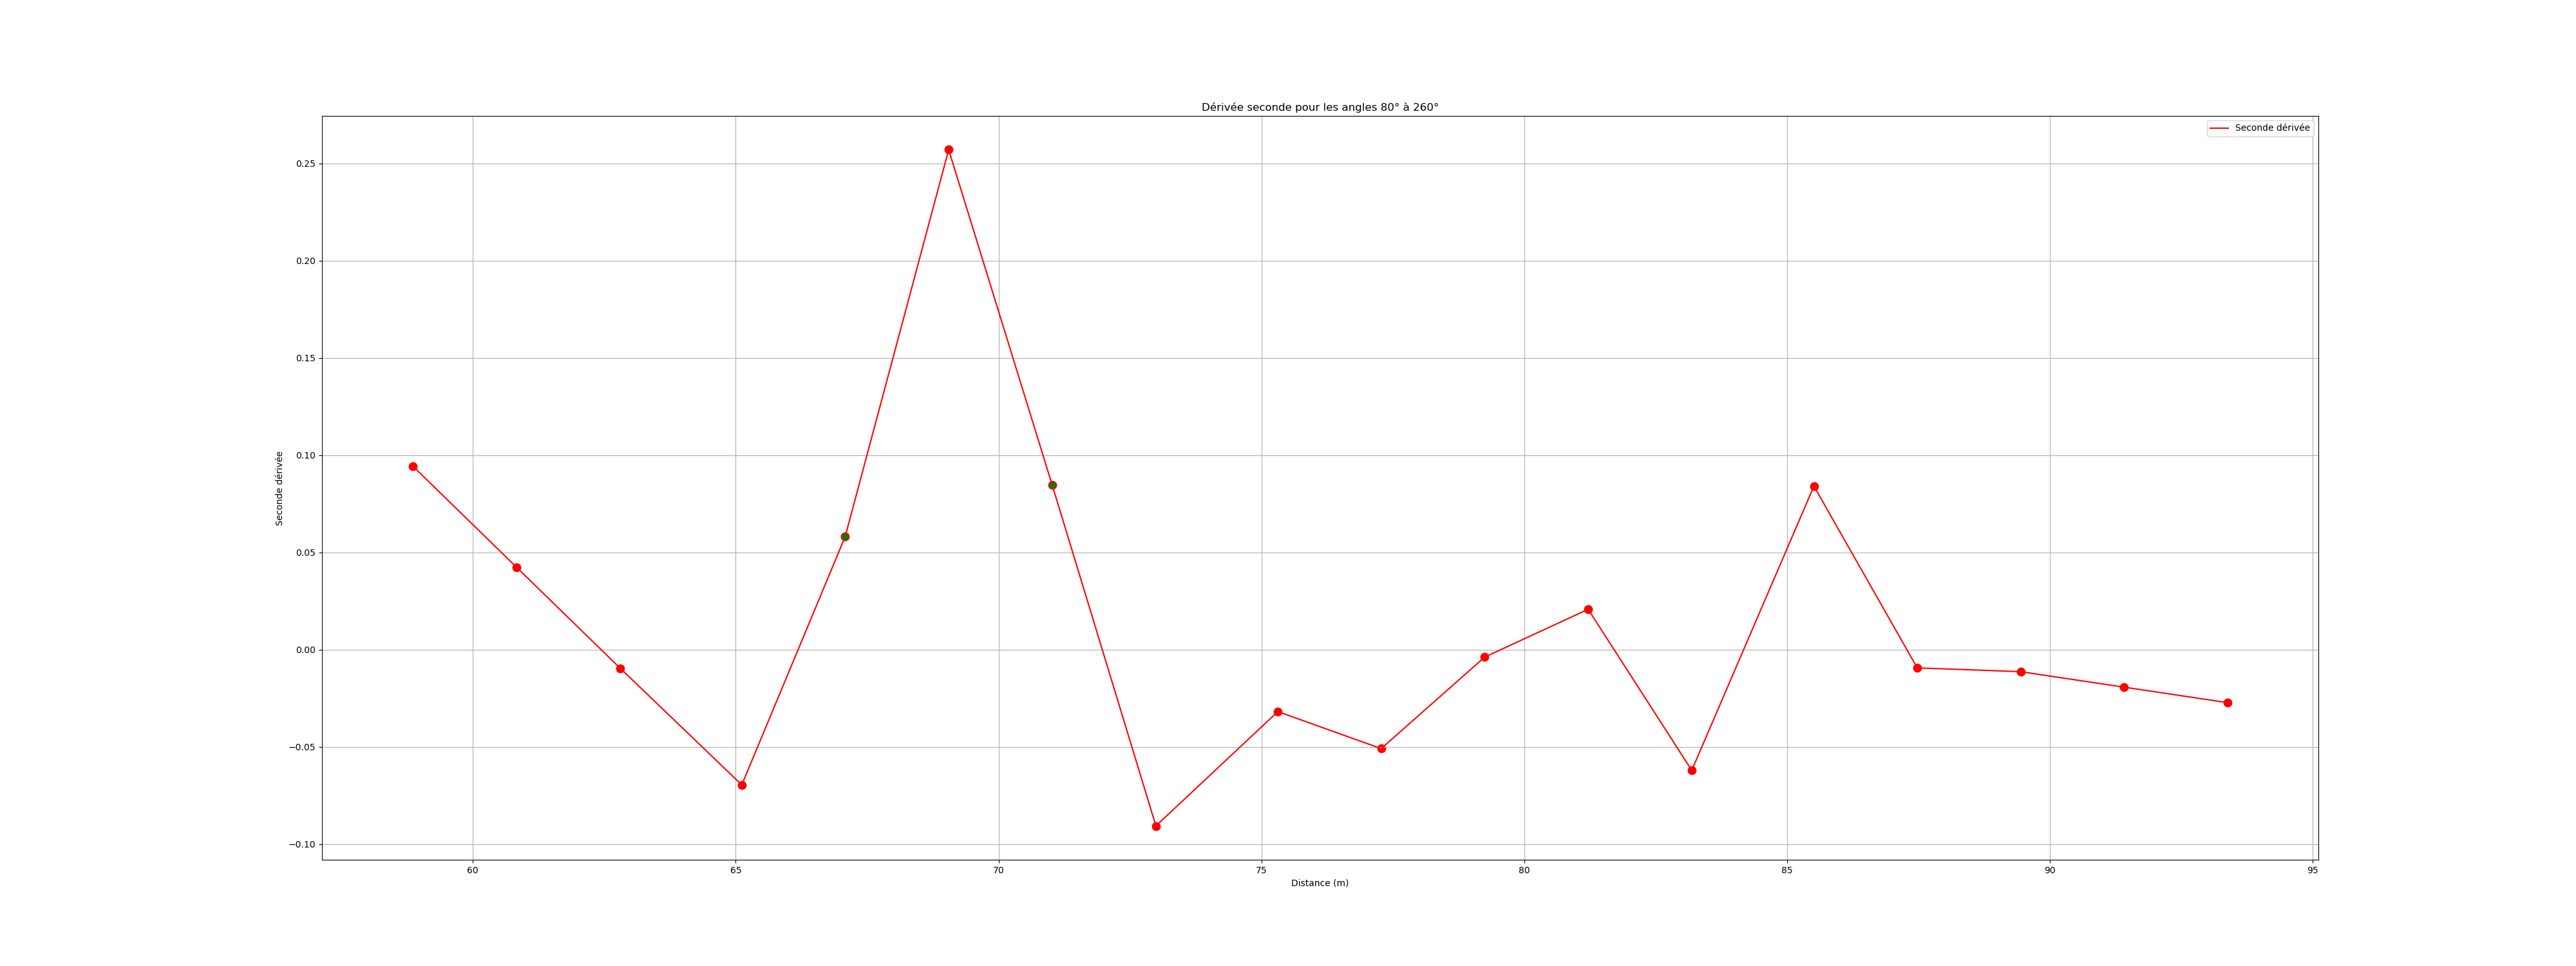 Dérivée seconde pour les angles 80° à 260°
Seconde dérivée
0.25
0.20
0.15
0.10
0.05
0.00
−0.05
−0.10
Seconde dérivée
60 65 70 75 80 85 90 95
Distance (m)